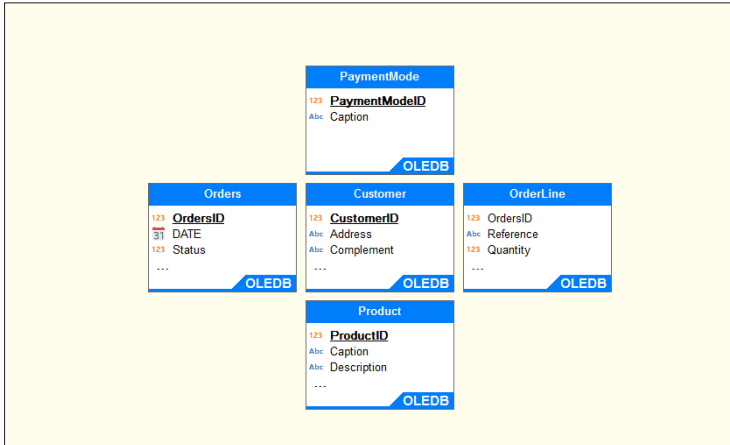 PaymentMode
123 PaymentModeID
Abc Caption
OLEDB
Orders
123 OrdersID
31 DATE
123 Status
...
OLEDB
Customer
123 CustomerID
Abc Address
Abc Complement
...
OLEDB
OrderLine
123 OrdersID
Abc Reference
123 Quantity
...
OLEDB
Product
123 ProductID
Abc Caption
Abc Description
...
OLEDB